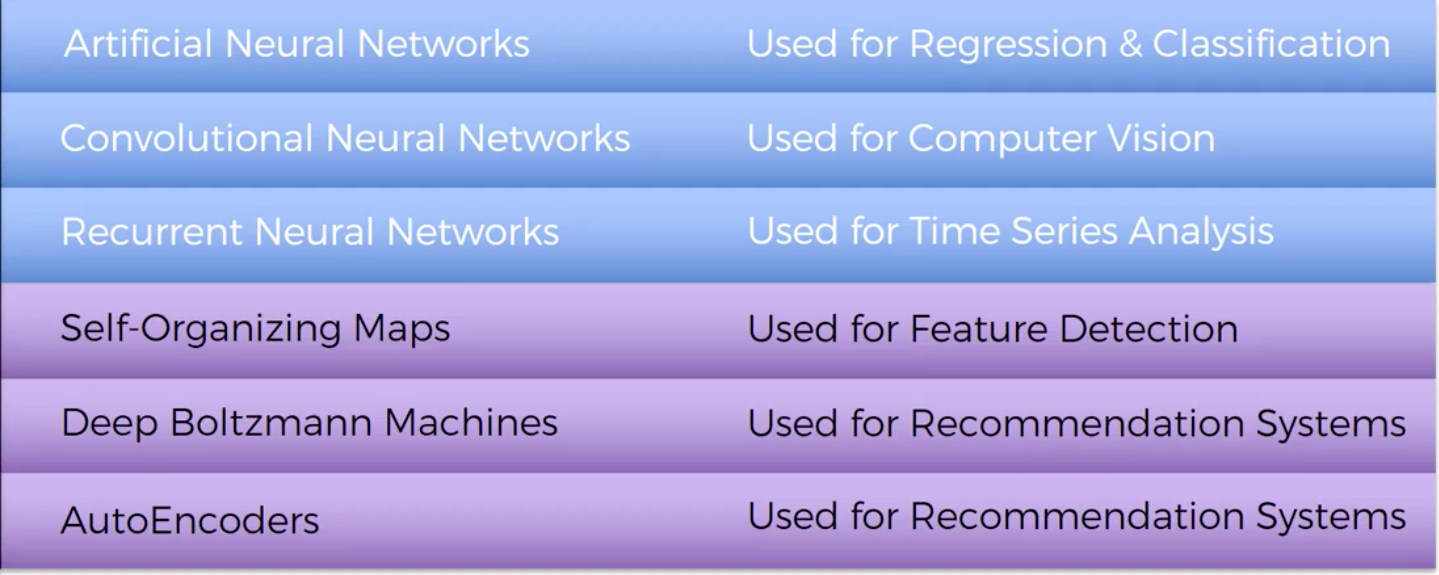 Artificial Neural Networks Used for Regression & Classification
Convolutional Neural Networks Used for Computer Vision
Recurrent Neural Networks Used for Time Series Analysis
Self-Organizing Maps Used for Feature Detection
Deep Boltzmann Machines Used for Recommendation Systems
AutoEncoders Used for Recommendation Systems